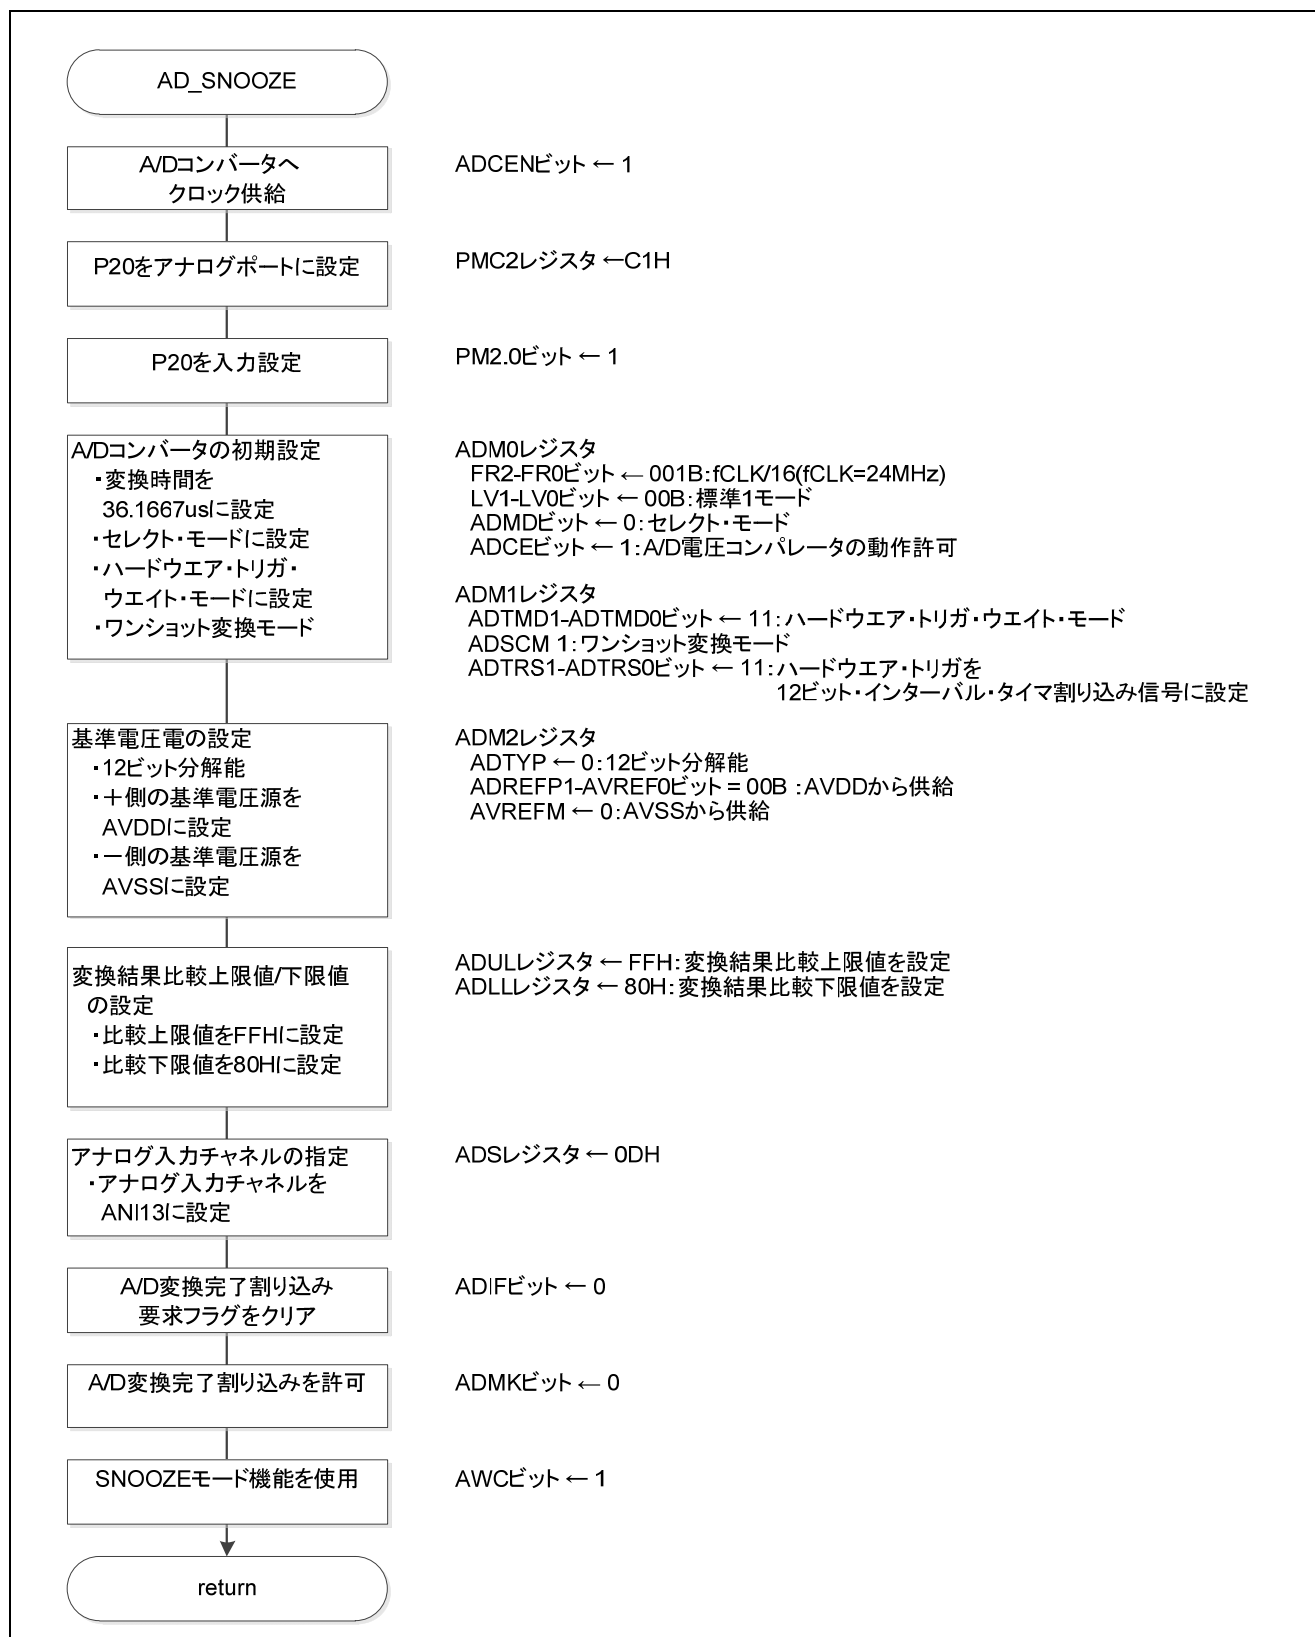 AD_SNOOZE
A/Dコンバータへ
クロック供給
ADCENビット ← 1
P20をアナログポートに設定
PMC2レジスタ ←C1H
P20を入力設定
PM2.0ビット ← 1
A/Dコンバータの初期設定
・変換時間を
36.1667usに設定
・セレクト・モードに設定
・ハードウエア・トリガ・
ウエイト・モードに設定
・ワンショット変換モード
ADM0レジスタ
FR2-FR0ビット ← 001B:fCLK/16(fCLK=24MHz)
LV1-LV0ビット ← 00B:標準1モード
ADMDビット ← 0:セレクト・モード
ADCEビット ← 1:A/D電圧コンパレータの動作許可
ADM1レジスタ
ADTMD1-ADTMD0ビット ← 11:ハードウエア・トリガ・ウエイト・モード
ADSCM 1:ワンショット変換モード
ADTRS1-ADTRS0ビット ← 11:ハードウエア・トリガを
12ビット・インターバル・タイマ割り込み信号に設定
基準電圧電の設定
・12ビット分解能
・+側の基準電圧源を
AVDDに設定
・-側の基準電圧源を
AVSSに設定
ADM2レジスタ
ADTYP ← 0:12ビット分解能
ADREFP1-AVREF0ビット = 00B :AVDDから供給
AVREFM ← 0:AVSSから供給
変換結果比較上限値/下限値
の設定
・比較上限値をFFHに設定
・比較下限値を80Hに設定
ADULレジスタ ← FFH:変換結果比較上限値を設定
ADLLレジスタ ← 80H:変換結果比較下限値を設定
アナログ入力チャネルの指定
・アナログ入力チャネルを
ANI13に設定
ADSレジスタ ← 0DH
A/D変換完了割り込み
要求フラグをクリア
ADIFビット ← 0
A/D変換完了割り込みを許可
ADMKビット ← 0
SNOOZEモード機能を使用
AWCビット ← 1
return